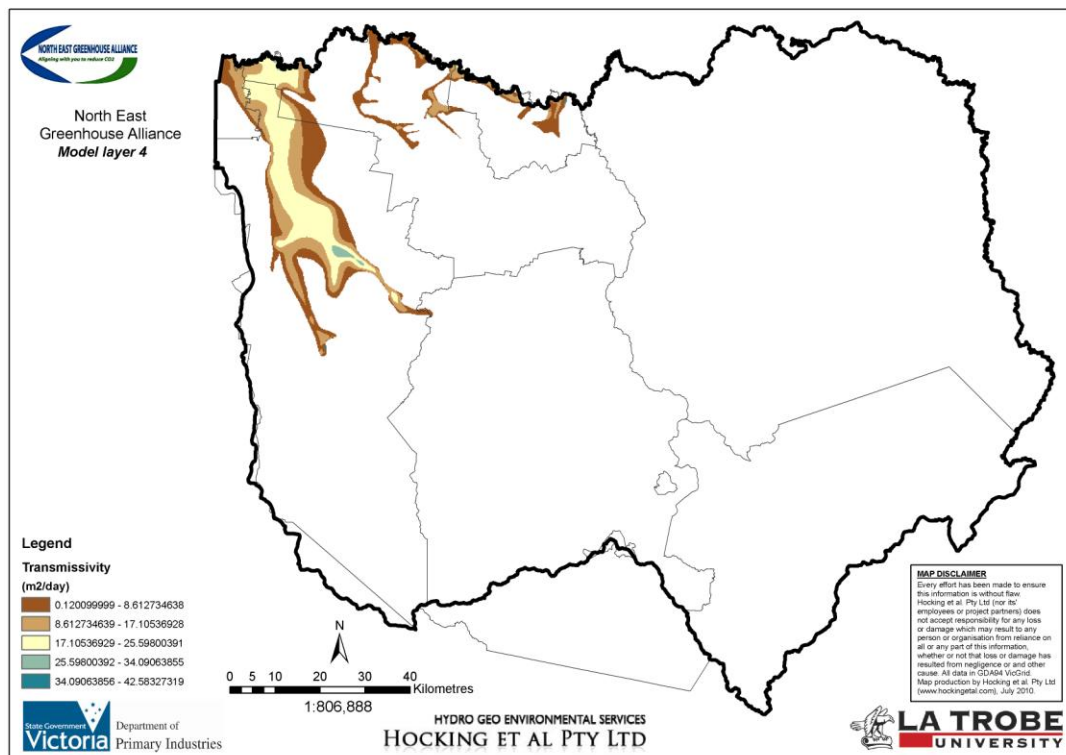 NORTH EAST GREENHOUSE ALLIANCE
Aligning with you to reduce CO2
North East
Greenhouse Alliance
Model layer 4
Legend
Transmissivity
(m2/day)
0.120099999 - 8.612734638
8.612734639 - 17.10536928
17.10536929 - 25.59800391
25.59800392 - 34.09063855
34.09063856 - 42.58327319
N
0 5 10 20 30 40
Kilometres
1:806,888
MAP DISCLAIMER
Every effort has been made to ensure
this information is without flaw.
Hocking et al. Pty Ltd (nor its'
employees or project partners) does
not accept responsibility for any loss
or damage which may result to any
person or organisation from reliance on
all or any part of this information,
whether or not that loss or damage has
resulted from negligence or and other
cause. All data in GDA94 VicGrid.
Map production by Hocking et al. Pty Ltd
(www.hockingetal.com), July 2010.
State Government
Victoria
Department of
Primary Industries
HYDRO GEO ENVIRONMENTAL SERVICES
HOCKING ET AL PTY LTD
LA TROBE
UNIVERSITY